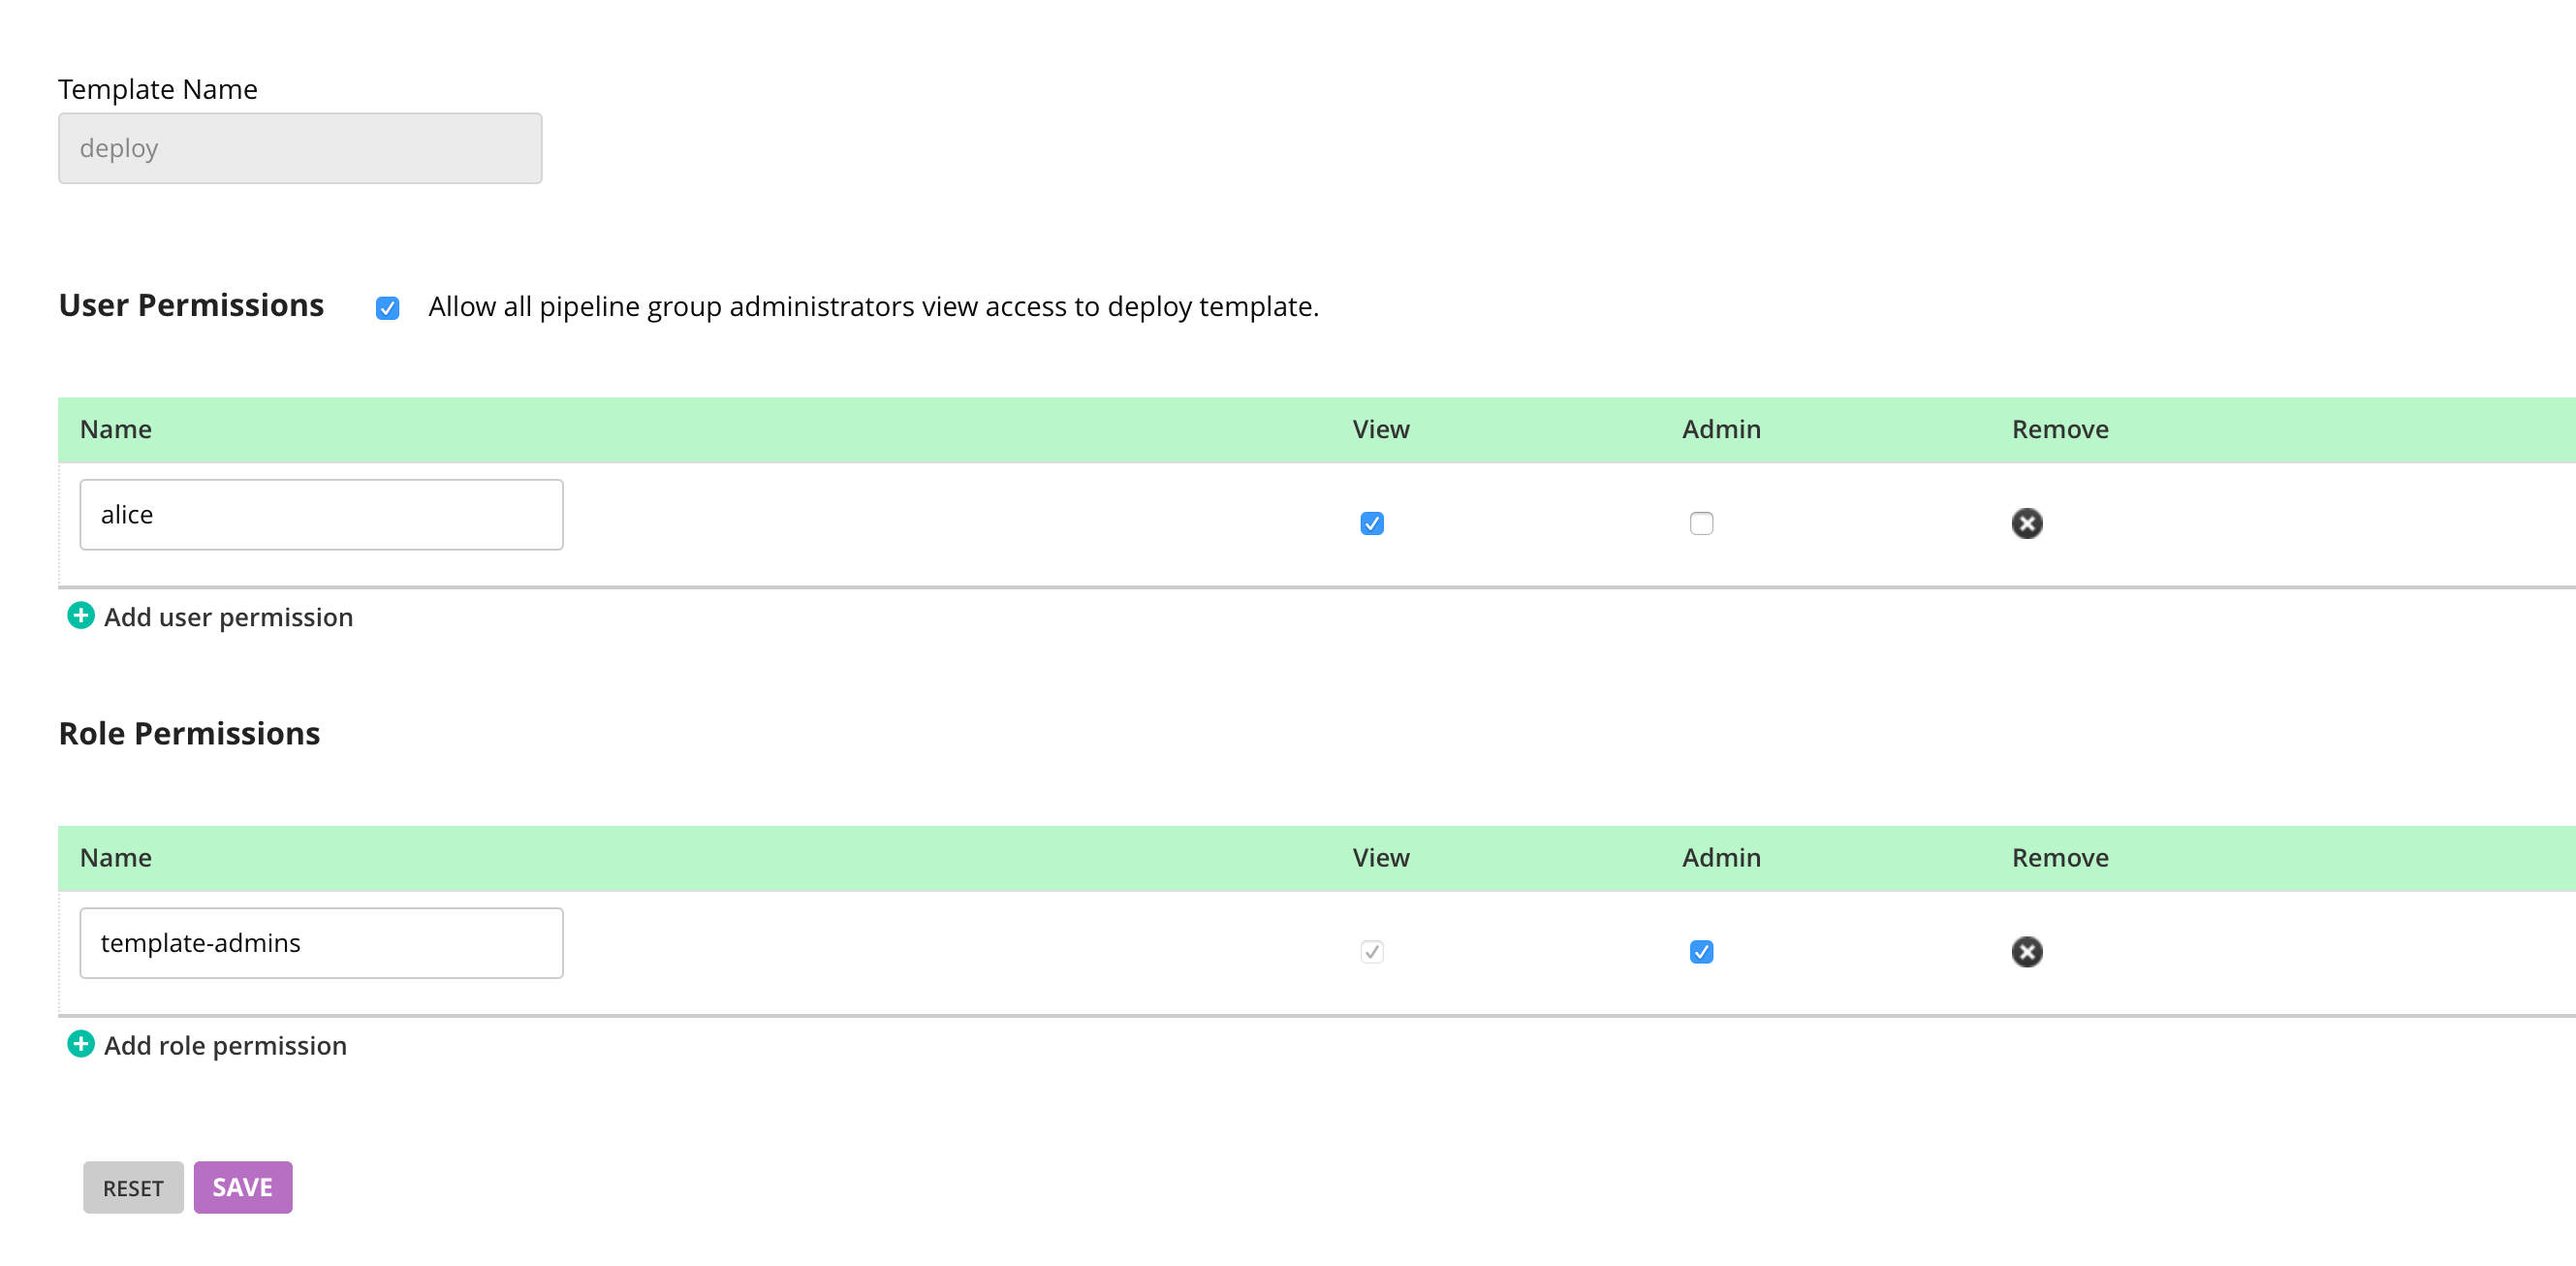 Template Name
deploy
User Permissions Allow all pipeline group administrators view access to deploy template.
Name View Admin Remove
alice
Add user permission
Role Permissions
Name View Admin Remove
template-admins
Add role permission
RESET SAVE